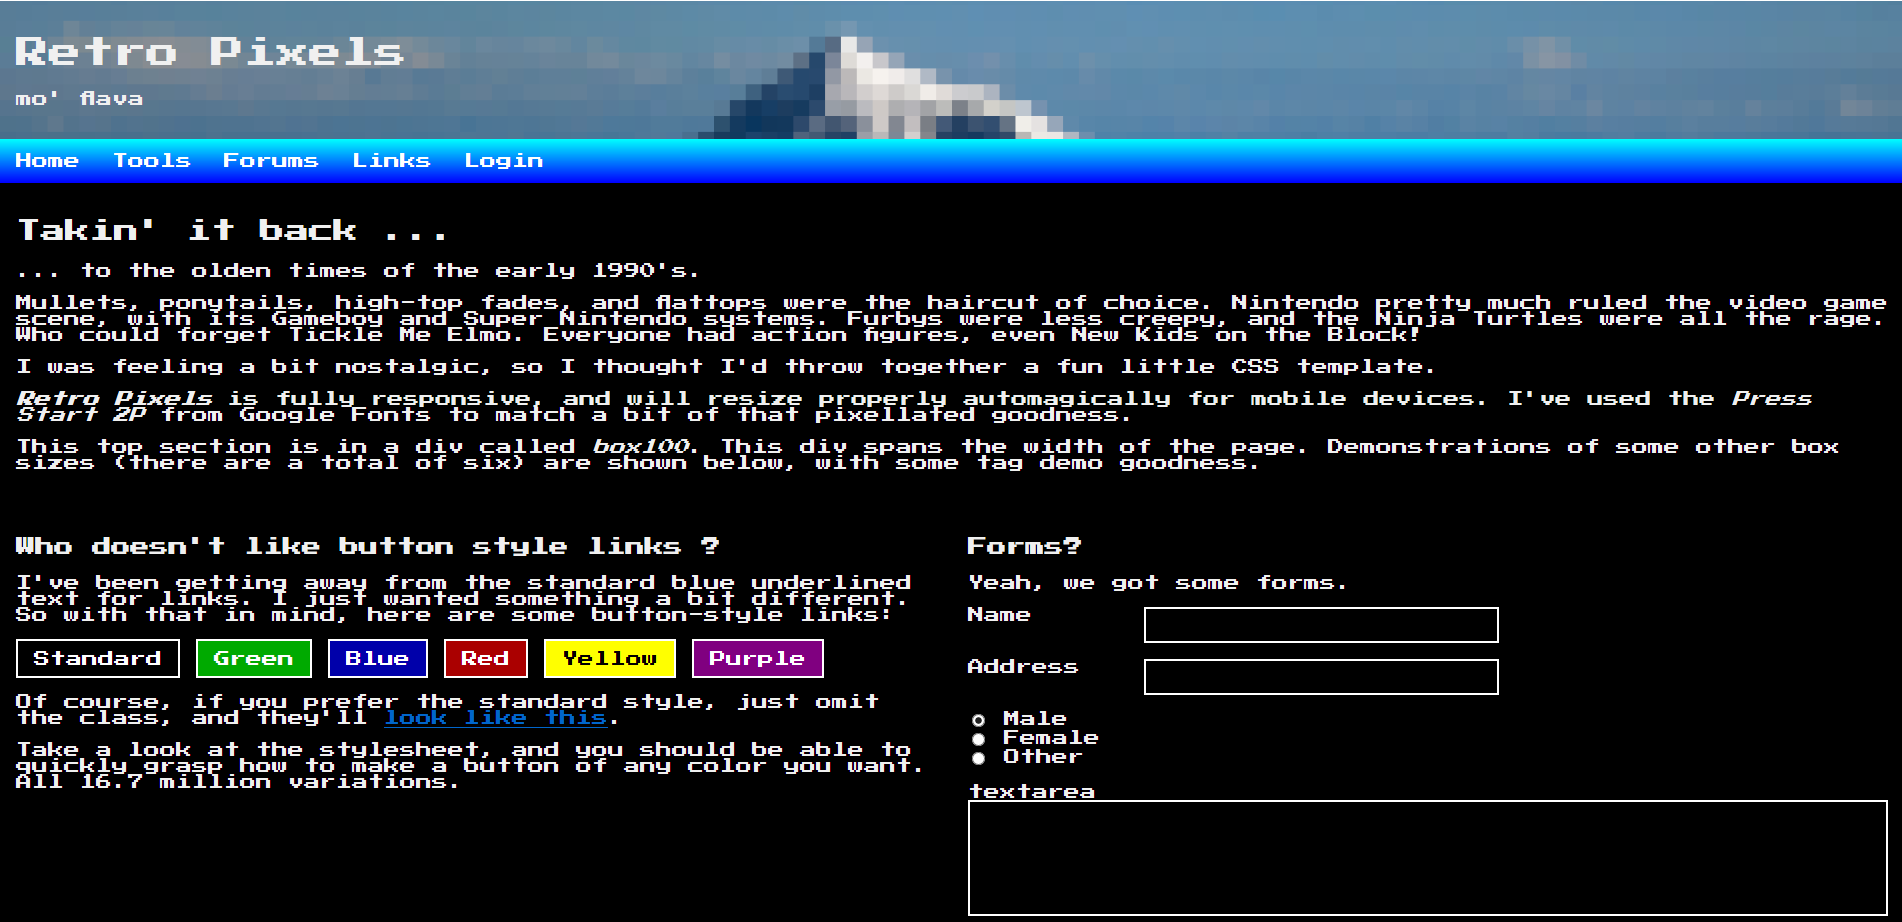 Retro Pixels
mo' flava
Home Tools Forums Links Login
Takin' it back ...
... to the olden times of the early 1990's.
Mullets, ponytails, high-top fades, and flattops were the haircut of choice. Nintendo pretty much ruled the video game
scene, with its Gameboy and Super Nintendo systems. Furbys were less creepy, and the Ninja Turtles were all the rage.
Who could forget Tickle Me Elmo. Everyone had action figures, even New Kids on the Block!
I was feeling a bit nostalgic, so I thought I'd throw together a fun little CSS template.
Retro Pixels is fully responsive, and will resize properly automagically for mobile devices. I've used the Press
Start 2P from Google Fonts to match a bit of that pixellated goodness.
This top section is in a div called box100. This div spans the width of the page. Demonstrations of some other box
sizes (there are a total of six) are shown below, with some tag demo goodness.
Who doesn't like button style links ?
I've been getting away from the standard blue underlined
text for links. I just wanted something a bit different.
So with that in mind, here are some button-style links:
Standard Green Blue Red Yellow Purple
Of course, if you prefer the standard style, just omit
the class, and they'll look like this.
Take a look at the stylesheet, and you should be able to
quickly grasp how to make a button of any color you want.
All 16.7 million variations.
Forms?
Yeah, we got some forms.
Name
Address
Male
Female
Other
textarea